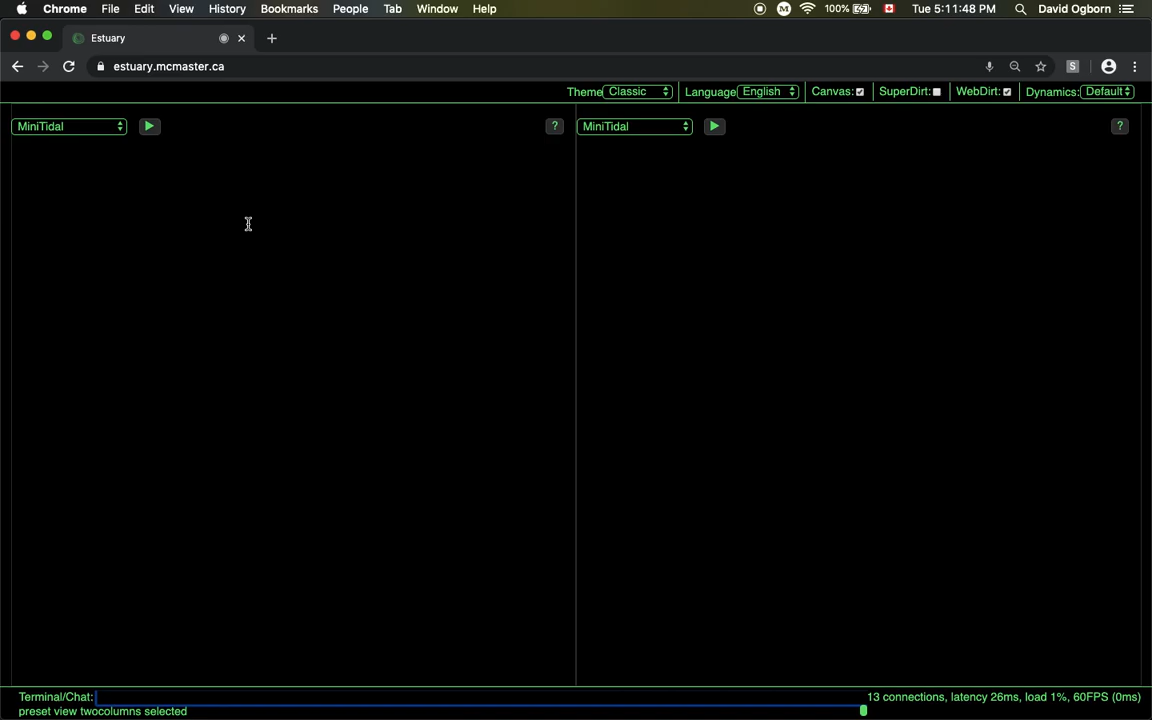 Chrome File Edit View History Bookmarks People Tab Window Help M 100% Tue 5:11:48 PM David Ogborn
Estuary
estuary.mcmaster.ca S
Theme Classic Language English Canvas: SuperDirt: WebDirt: Dynamics: Default
MiniTidal ? MiniTidal ?
Terminal/Chat: 13 connections, latency 26ms, load 1%, 60FPS (0ms)
preset view twocolumns selected